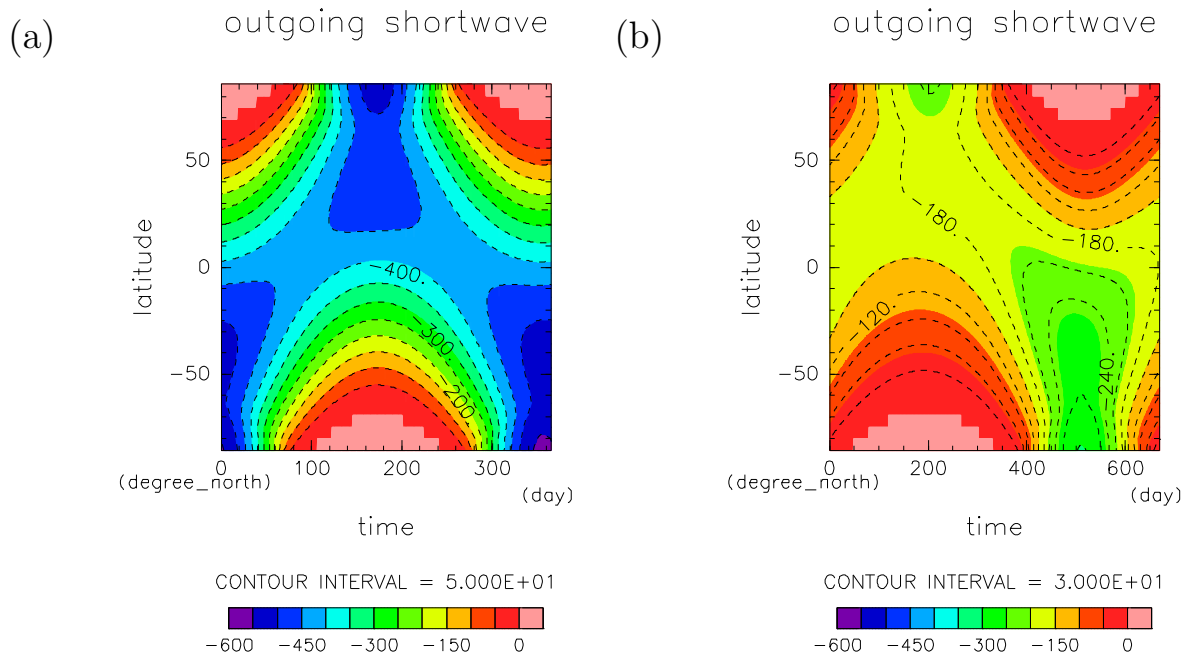 (a)
outgoing shortwave
50
0
−50
latitude
−400.
−300.
−200.
0 100 200 300
(degree_north)
(day)
time
CONTOUR INTERVAL = 5.000E+01
−600 −450 −300 −150 0
(b)
outgoing shortwave
50
0
−50
latitude
−180.
−180.
120.
−240.
0 200 400 600
(degree_north)
(day)
time
CONTOUR INTERVAL = 3.000E+01
−600 −450 −300 −150 0